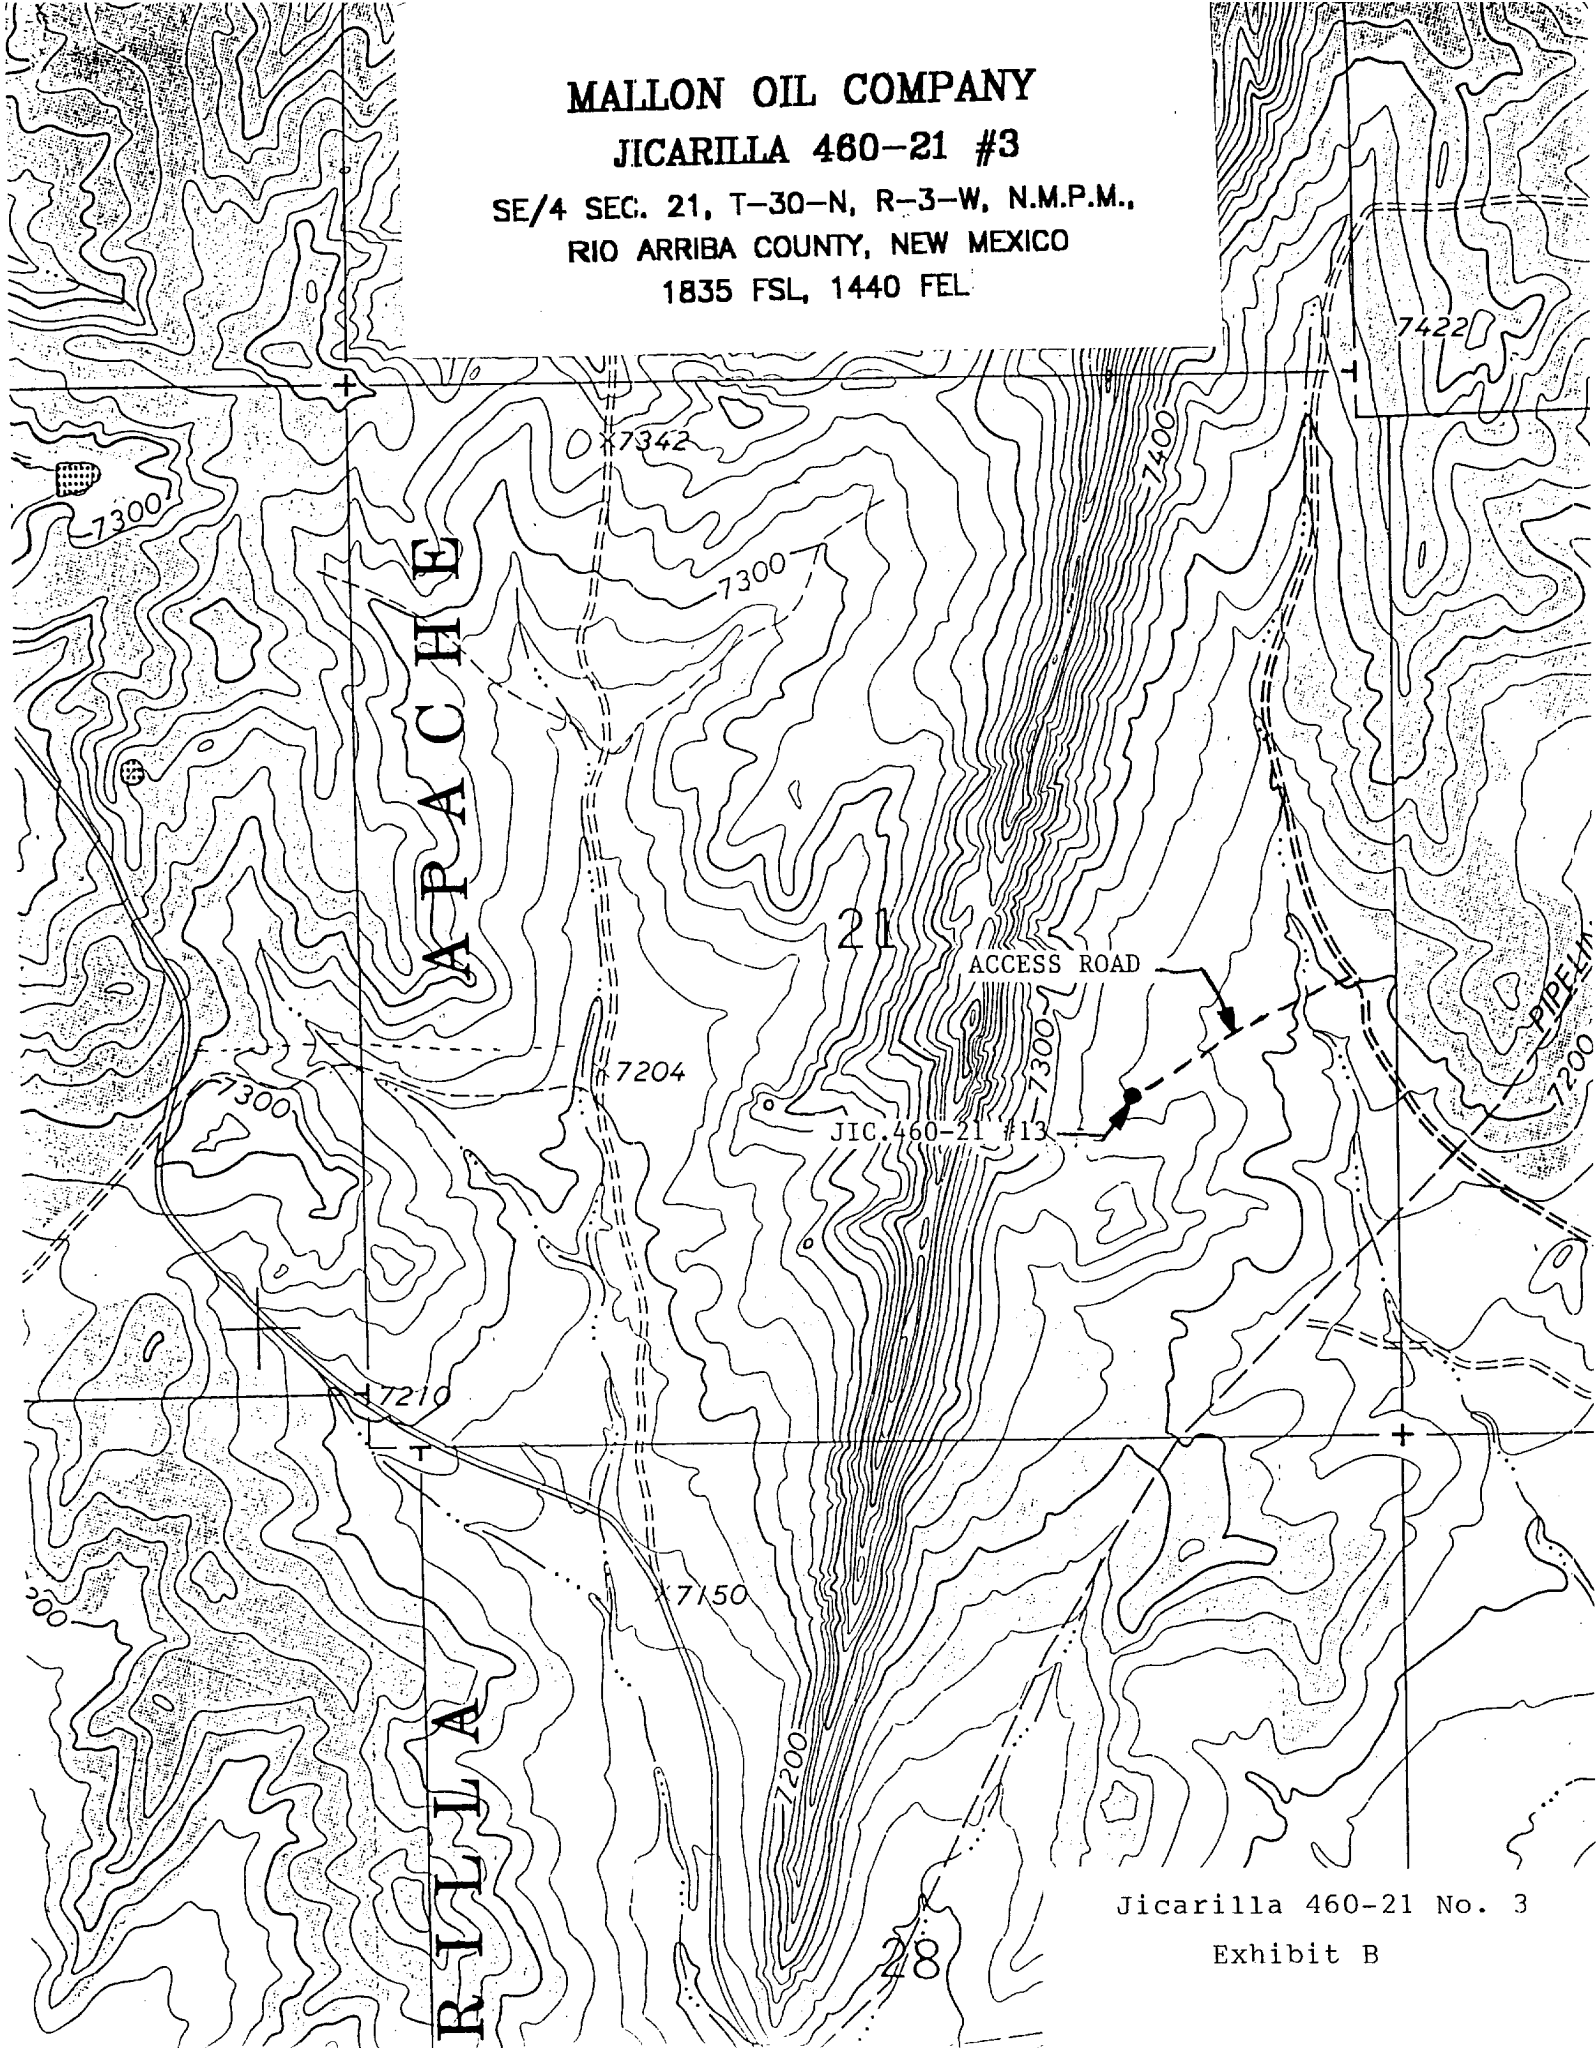 MALLON OIL COMPANY
JICARILLA 460-21 #3
SE/4 SEC. 21, T-30-N, R-3-W, N.M.P.M.,
RIO ARRIBA COUNTY, NEW MEXICO
1835 FSL, 1440 FEL
7422
7342
7400
7300
APACHE
7300
21
ACCESS ROAD
PIPELIN
7300
7204
7200
7300
JIC.460-21 #13
7210
7150
200
RILLA
7200
28
Jicarilla 460-21 No. 3
Exhibit B